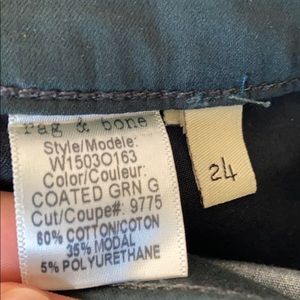 rag & bone
Style/Modèle:
W1503O163
Color/Couleur:
COATED GRN G
Cut/Coupe#: 9775
60% COTTON/COTON
35% MODAL
5% POLYURETHANE
24